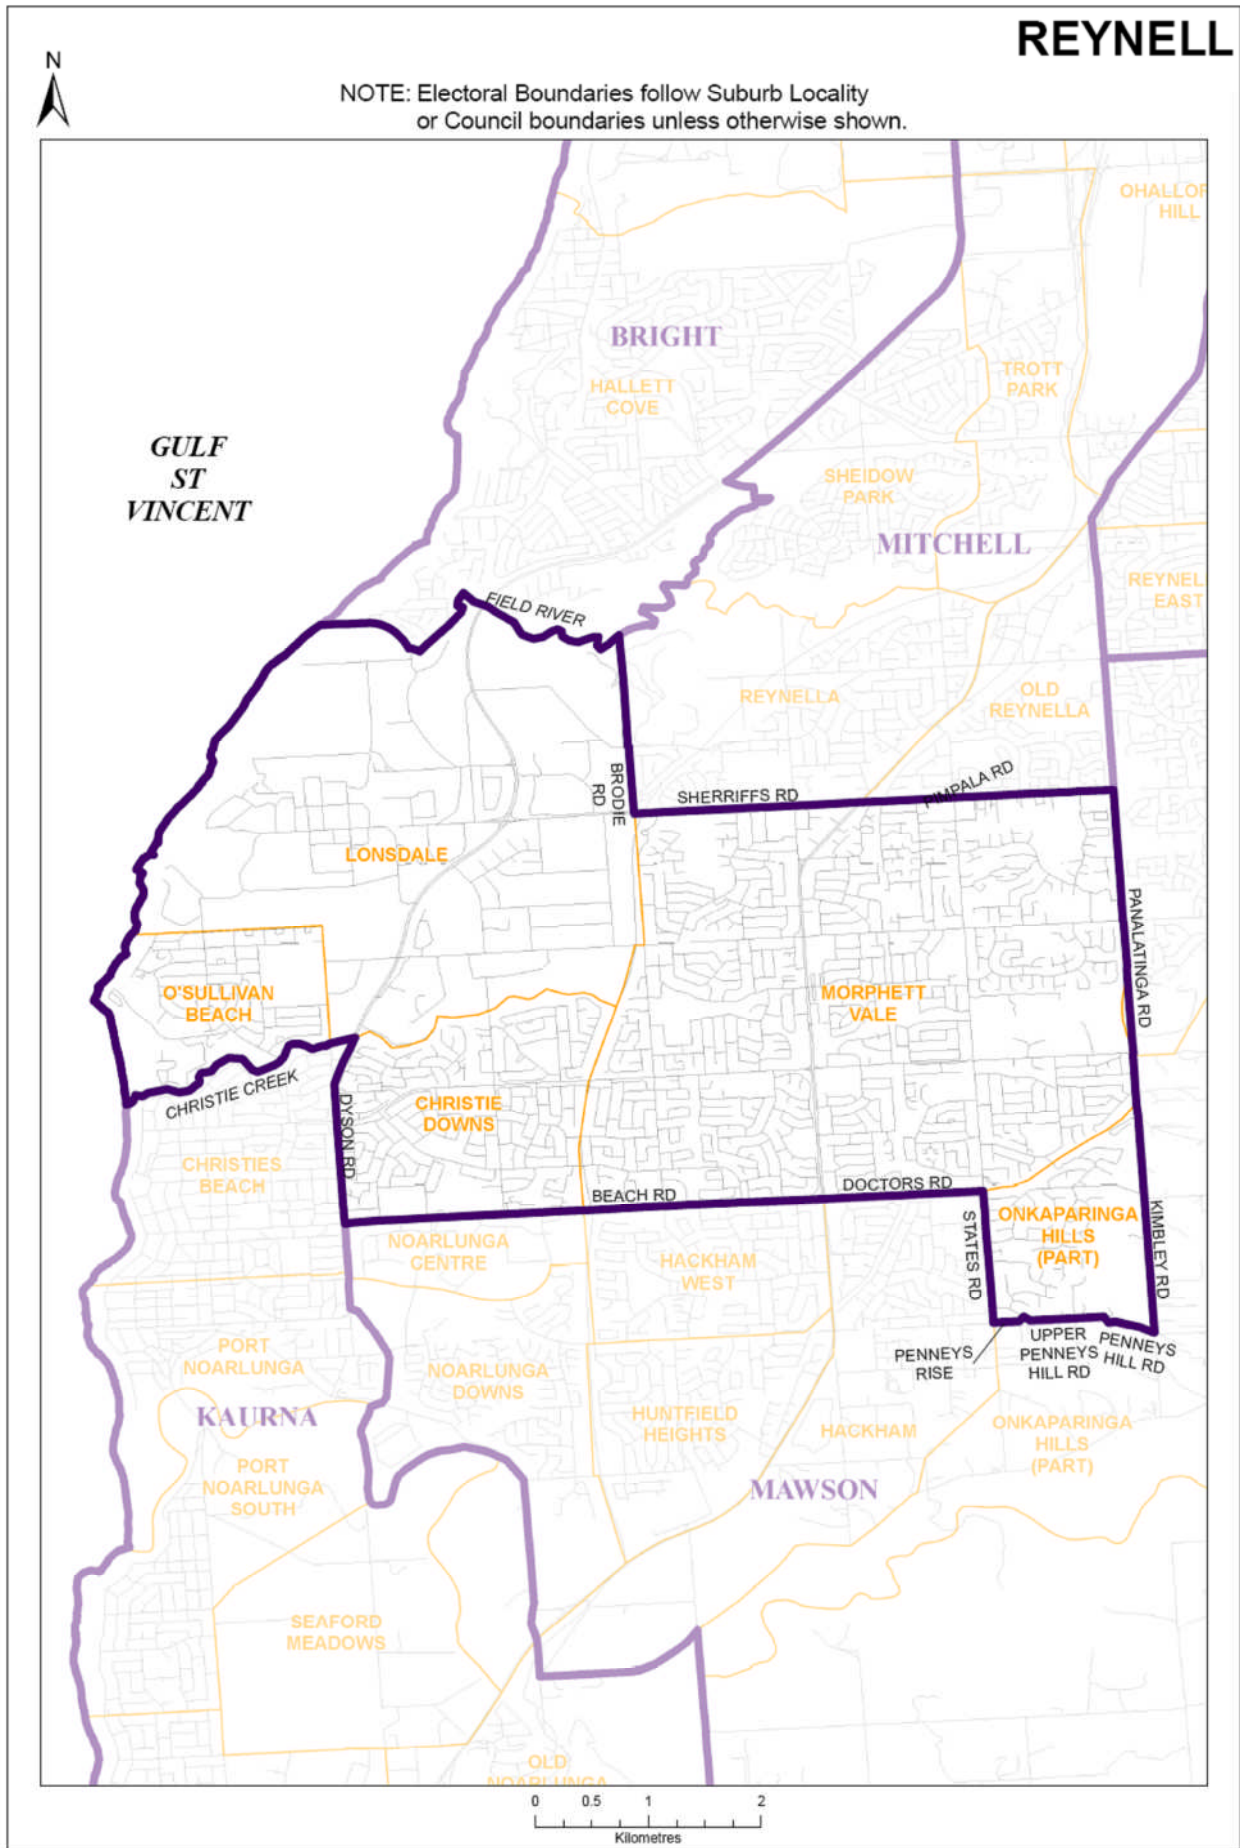 REYNELL
N
NOTE: Electoral Boundaries follow Suburb Locality
or Council boundaries unless otherwise shown.
OHALLOR
HILL
BRIGHT
HALLETT
COVE
TROTT
PARK
GULF
ST
VINCENT
SHEIDOW
PARK
MITCHELL
REYNEL
EAST
FIELD RIVER
REYNELLA
OLD
REYNELLA
BRODIE
RD
SHERRIFFS RD
PIMPALA RD
LONSDALE
PANALATINGA RD
O'SULLIVAN
BEACH
MORPHETT
VALE
CHRISTIE CREEK
DYSON RD
CHRISTIE
DOWNS
CHRISTIES
BEACH
BEACH RD
DOCTORS RD
STATES RD
ONKAPARINGA
HILLS
(PART)
KIMBLEY RD
NOARLUNGA
CENTRE
HACKHAM
WEST
PENNEYS
RISE
UPPER
PENNEYS
HILL RD
PENNEYS
HILL RD
PORT
NOARLUNGA
NOARLUNGA
DOWNS
KAURNA
HUNTFIELD
HEIGHTS
HACKHAM
ONKAPARINGA
HILLS
(PART)
PORT
NOARLUNGA
SOUTH
MAWSON
SEAFORD
MEADOWS
OLD
NOARLUNGA
0 0.5 1 2
Kilometres